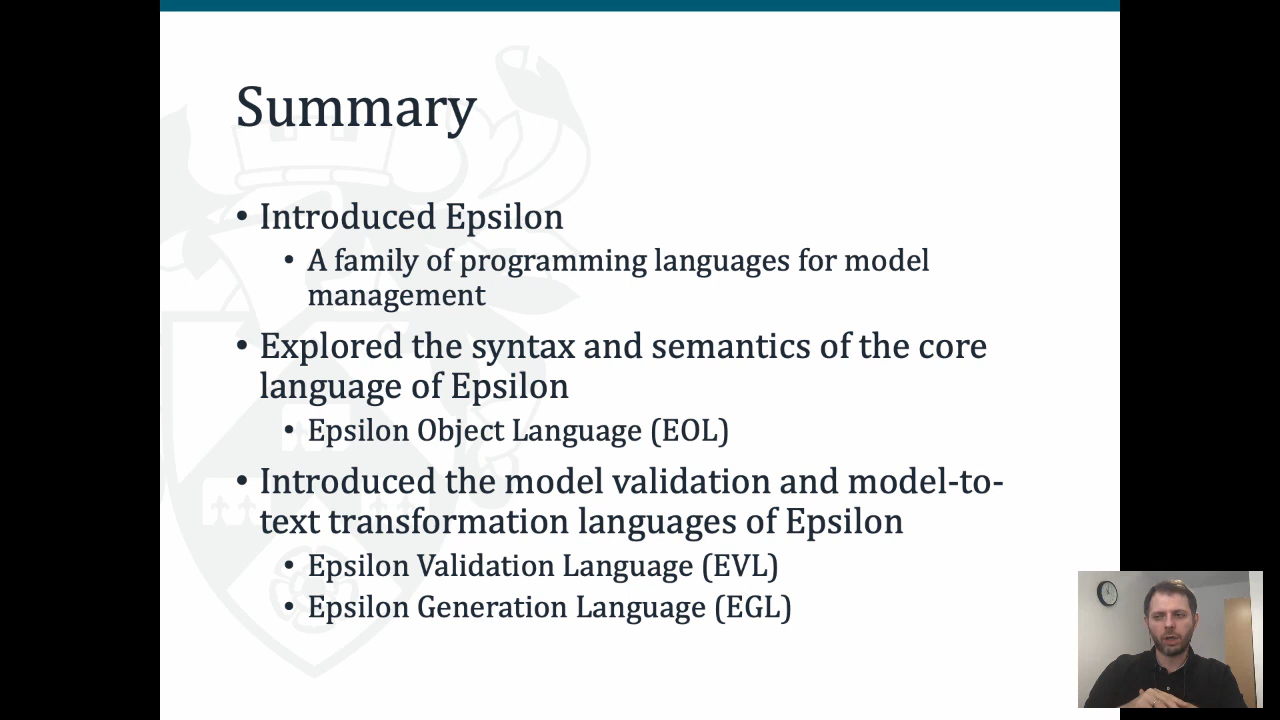 Summary
• Introduced Epsilon
• A family of programming languages for model
management
• Explored the syntax and semantics of the core
language of Epsilon
• Epsilon Object Language (EOL)
• Introduced the model validation and model-to-
text transformation languages of Epsilon
• Epsilon Validation Language (EVL)
• Epsilon Generation Language (EGL)